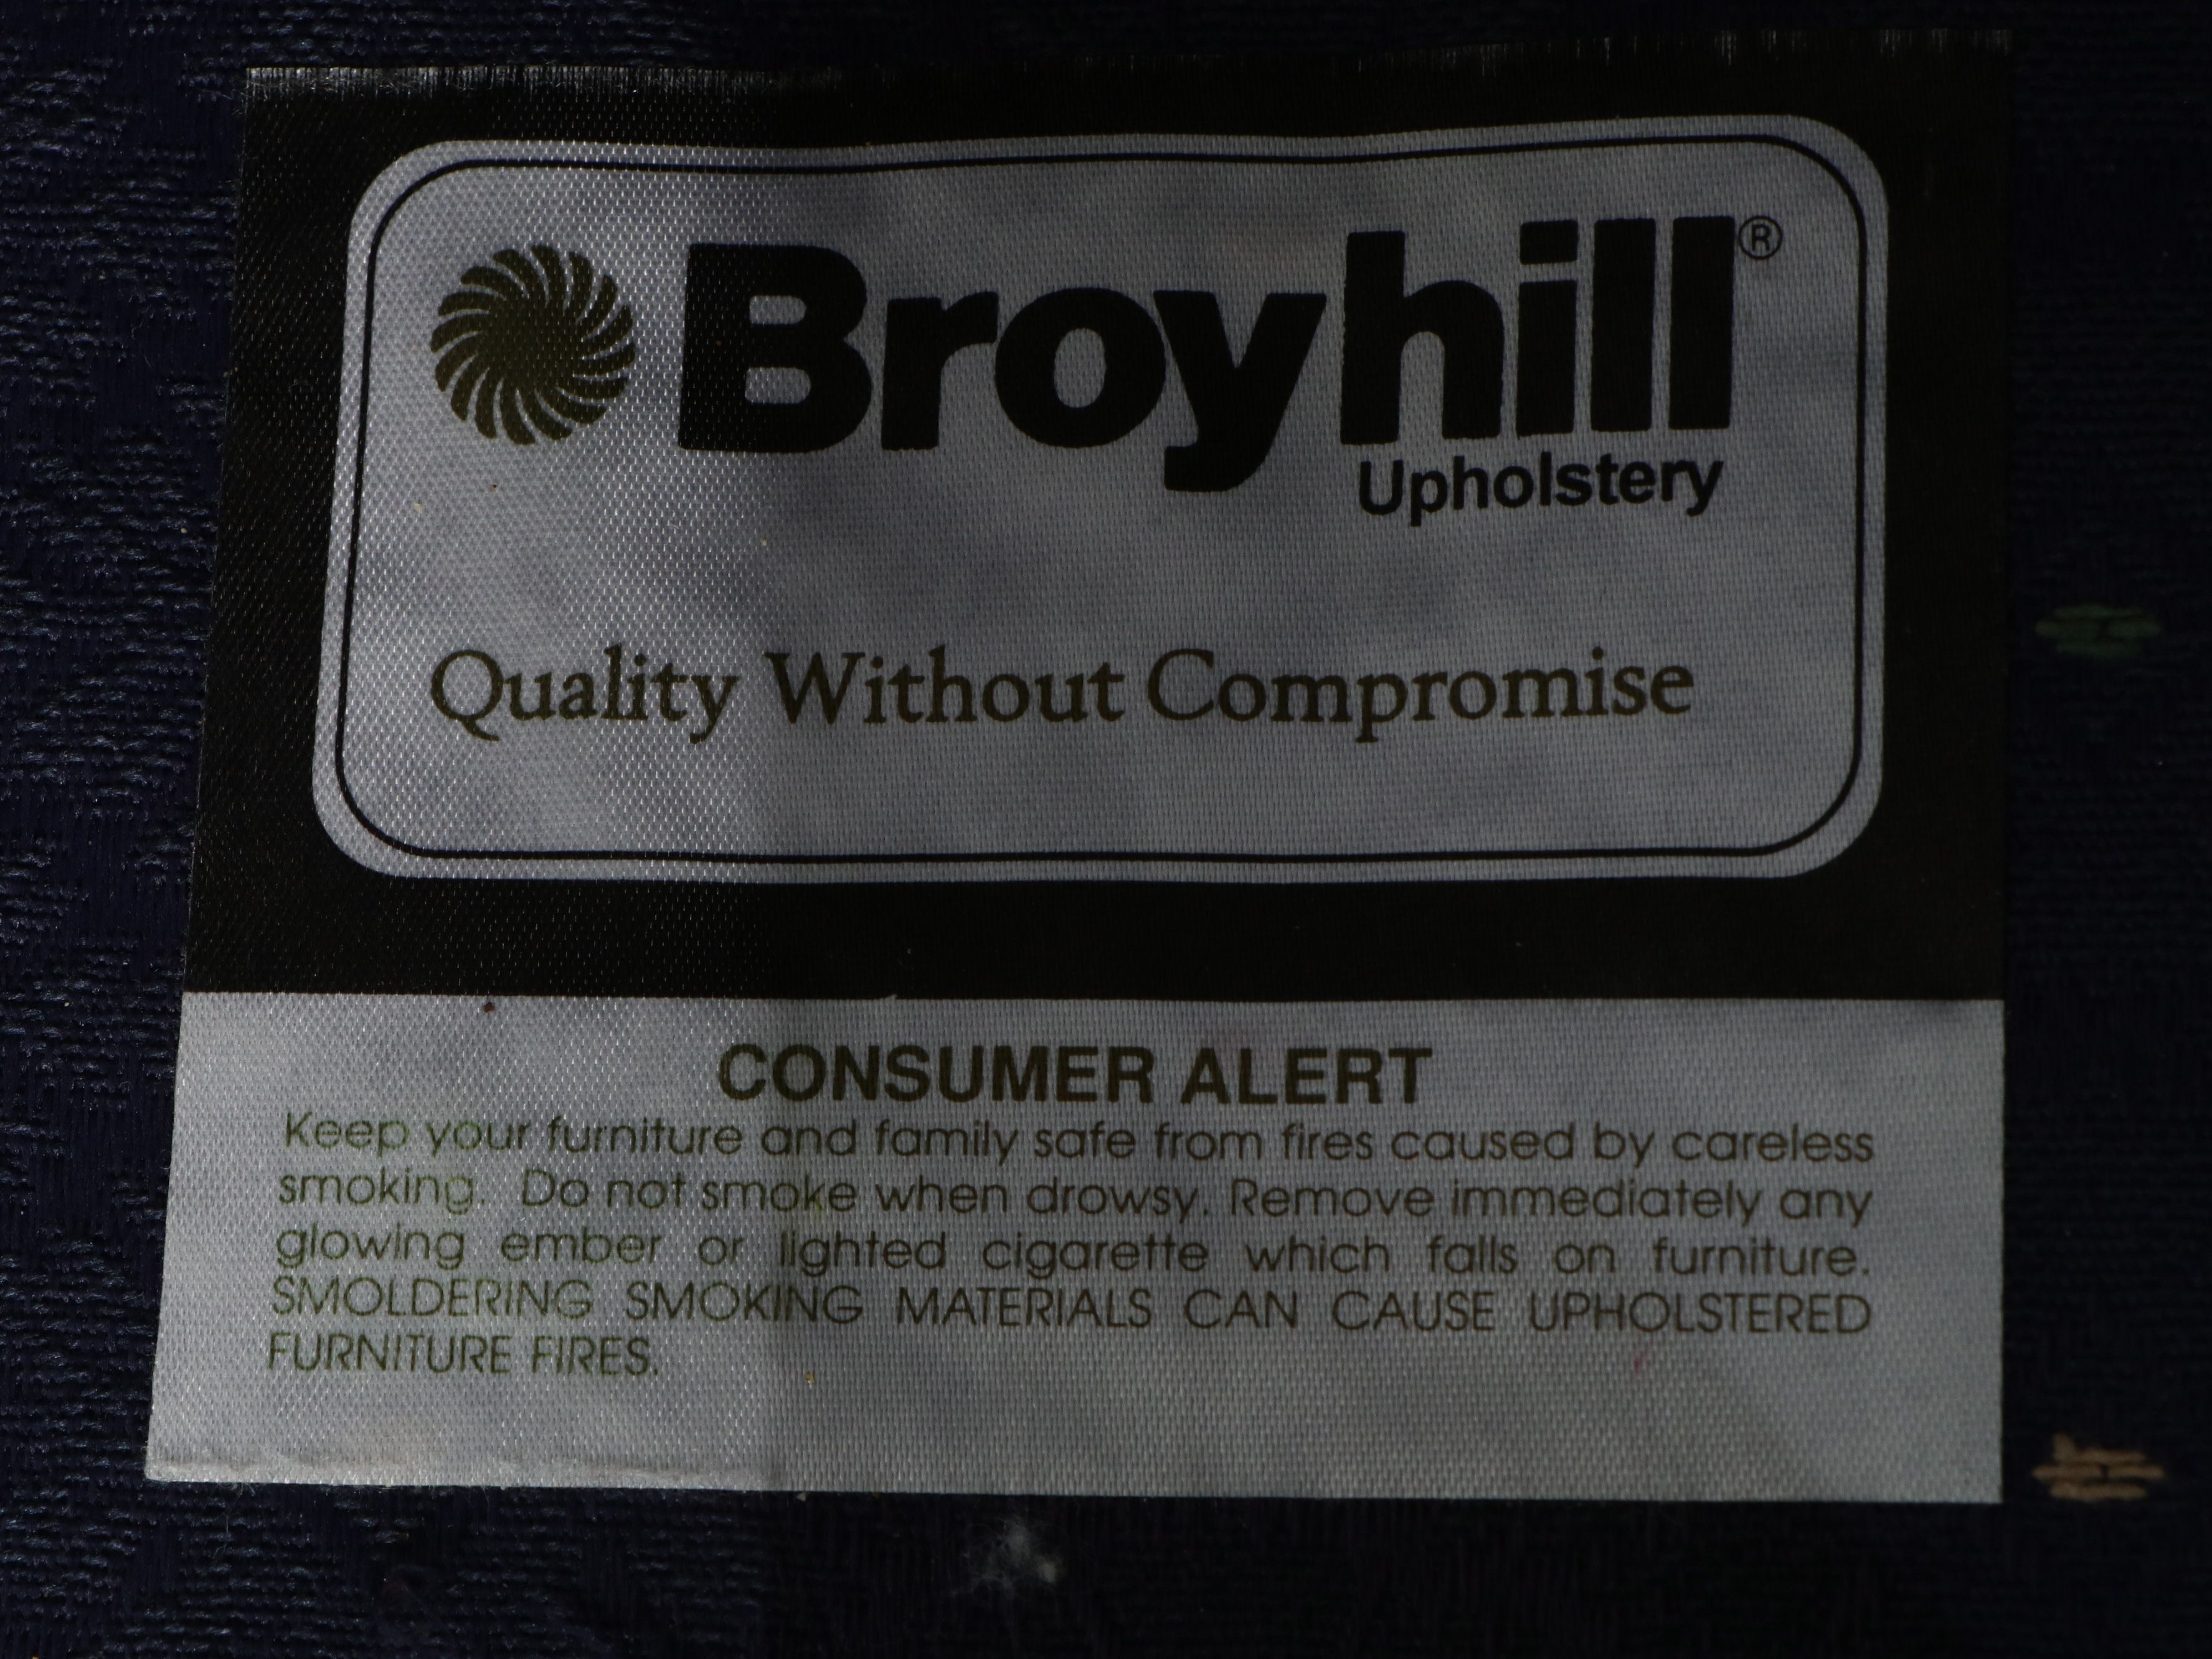 Broyhill®
Upholstery
Quality Without Compromise
CONSUMER ALERT
Keep your furniture and family safe from fires caused by careless
smoking. Do not smoke when drowsy. Remove immediately any
glowing ember or lighted cigarette which falls on furniture.
SMOLDERING SMOKING MATERIALS CAN CAUSE UPHOLSTERED
FURNITURE FIRES.